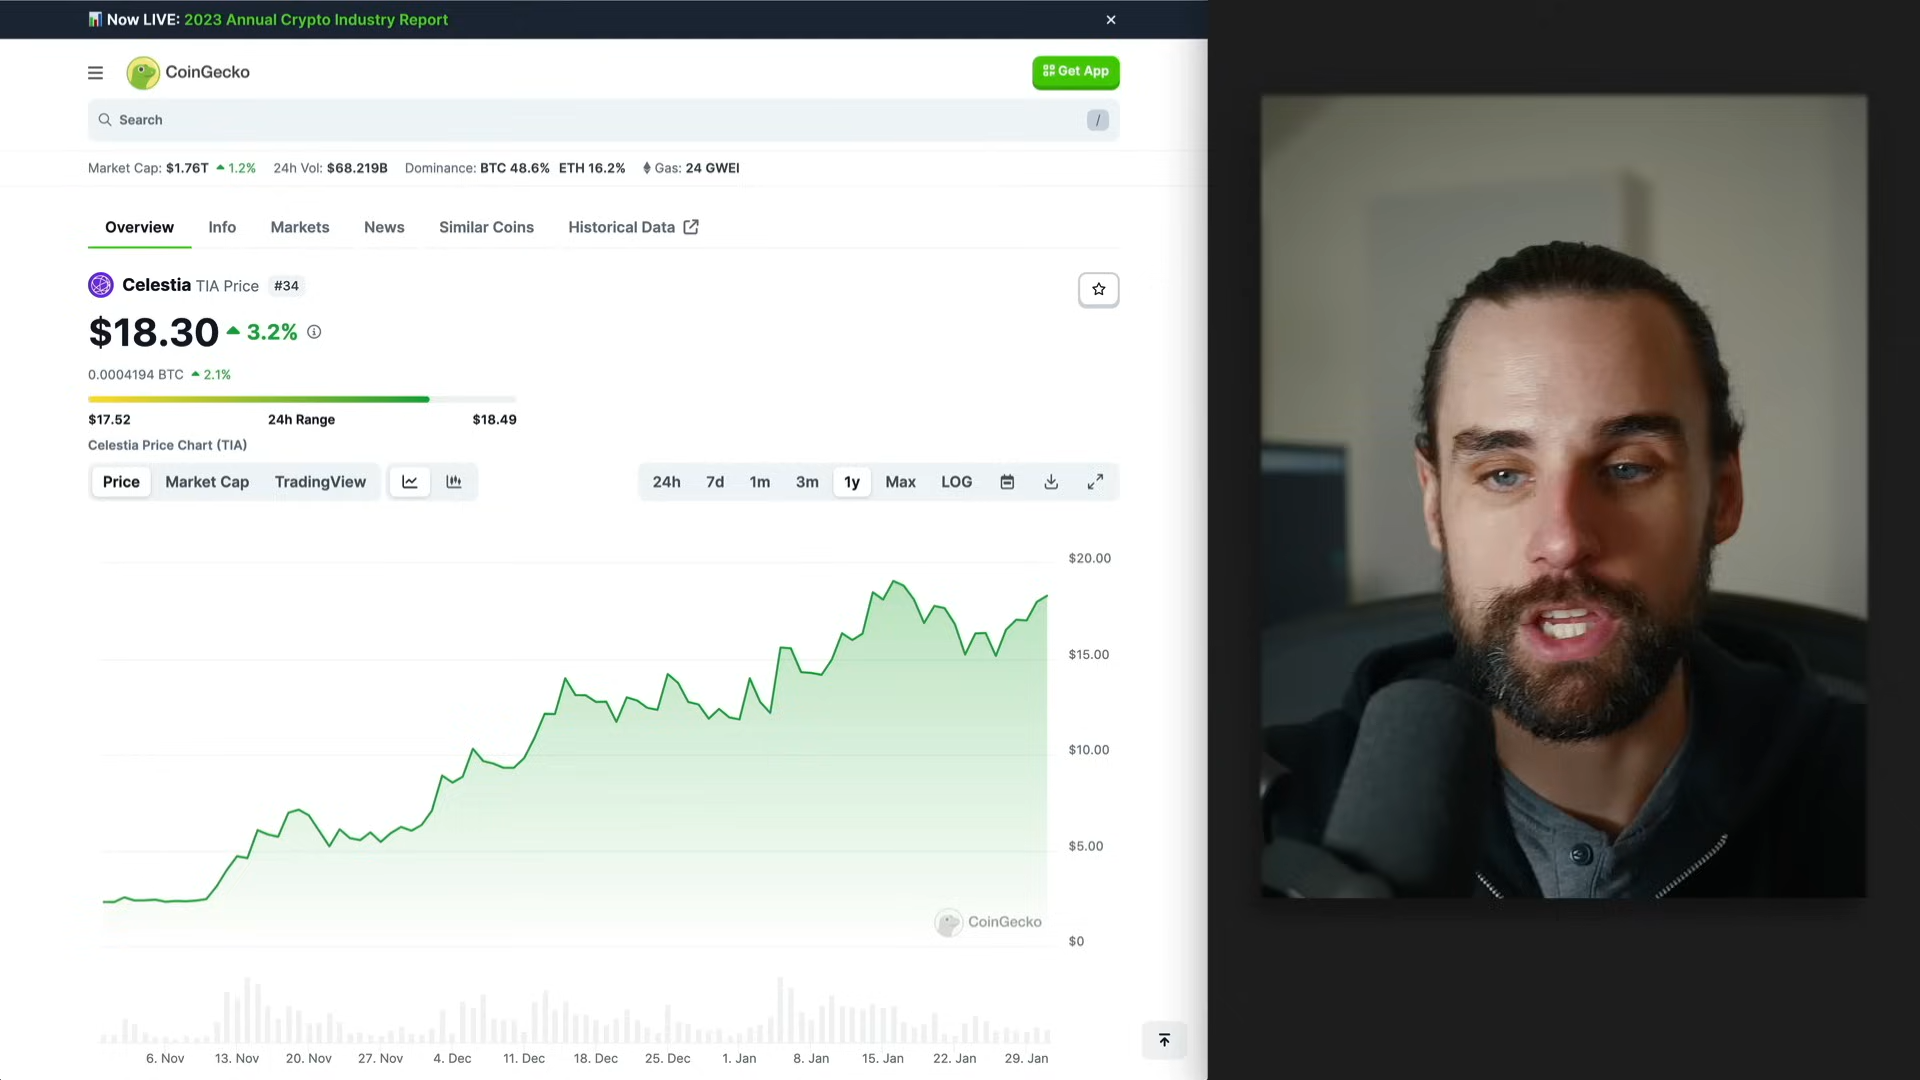 Now LIVE: 2023 Annual Crypto Industry Report
CoinGecko
Get App
Search
/
Market Cap: $1.76T 1.2% 24h Vol: $68.219B Dominance: BTC 48.6% ETH 16.2% Gas: 24 GWEI
Overview Info Markets News Similar Coins Historical Data
Celestia TIA Price #34
$18.30 3.2%
0.0004194 BTC 2.1%
$17.52 24h Range $18.49
Celestia Price Chart (TIA)
Price Market Cap TradingView 24h 7d 1m 3m 1y Max LOG
$20.00
$15.00
$10.00
$5.00
CoinGecko
$0
6. Nov 13. Nov 20. Nov 27. Nov 4. Dec 11. Dec 18. Dec 25. Dec 1. Jan 8. Jan 15. Jan 22. Jan 29. Jan